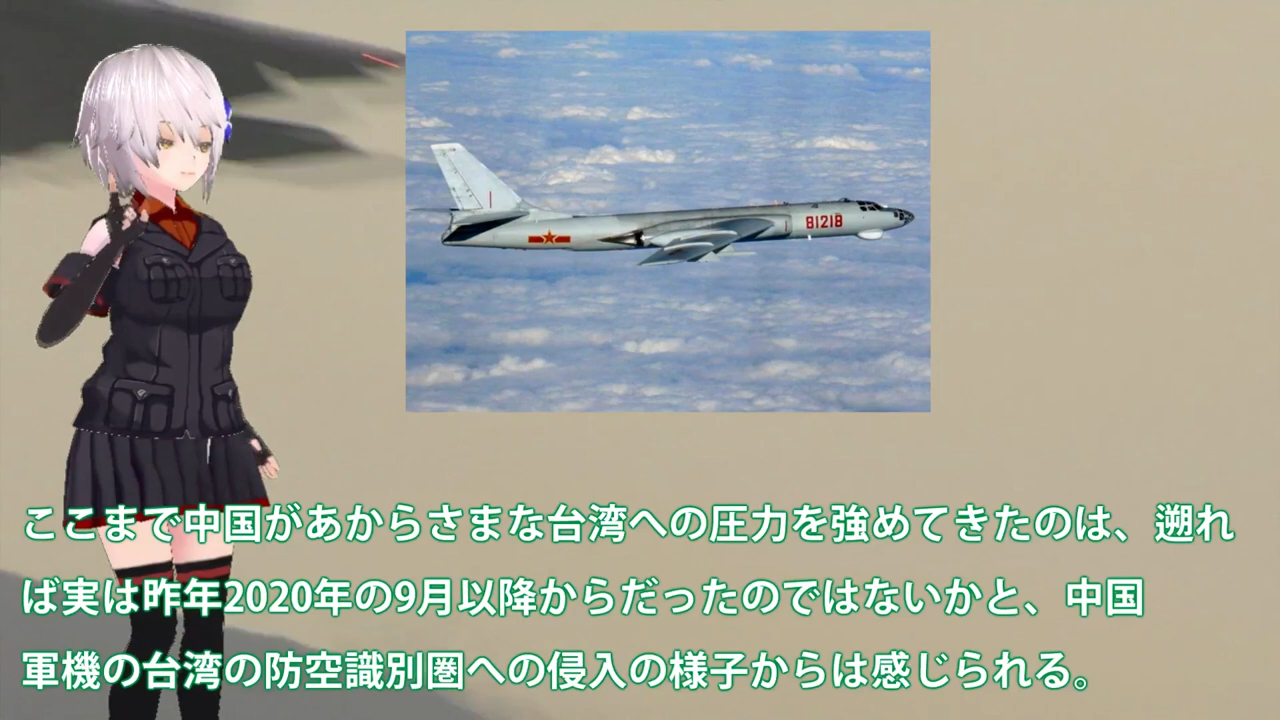 81218
ここまで中国があからさまな台湾への圧力を強めてきたのは、遡れ
ば実は昨年2020年の9月以降からだったのではないかと、中国
軍機の台湾の防空識別圏への侵入の様子からは感じられる。